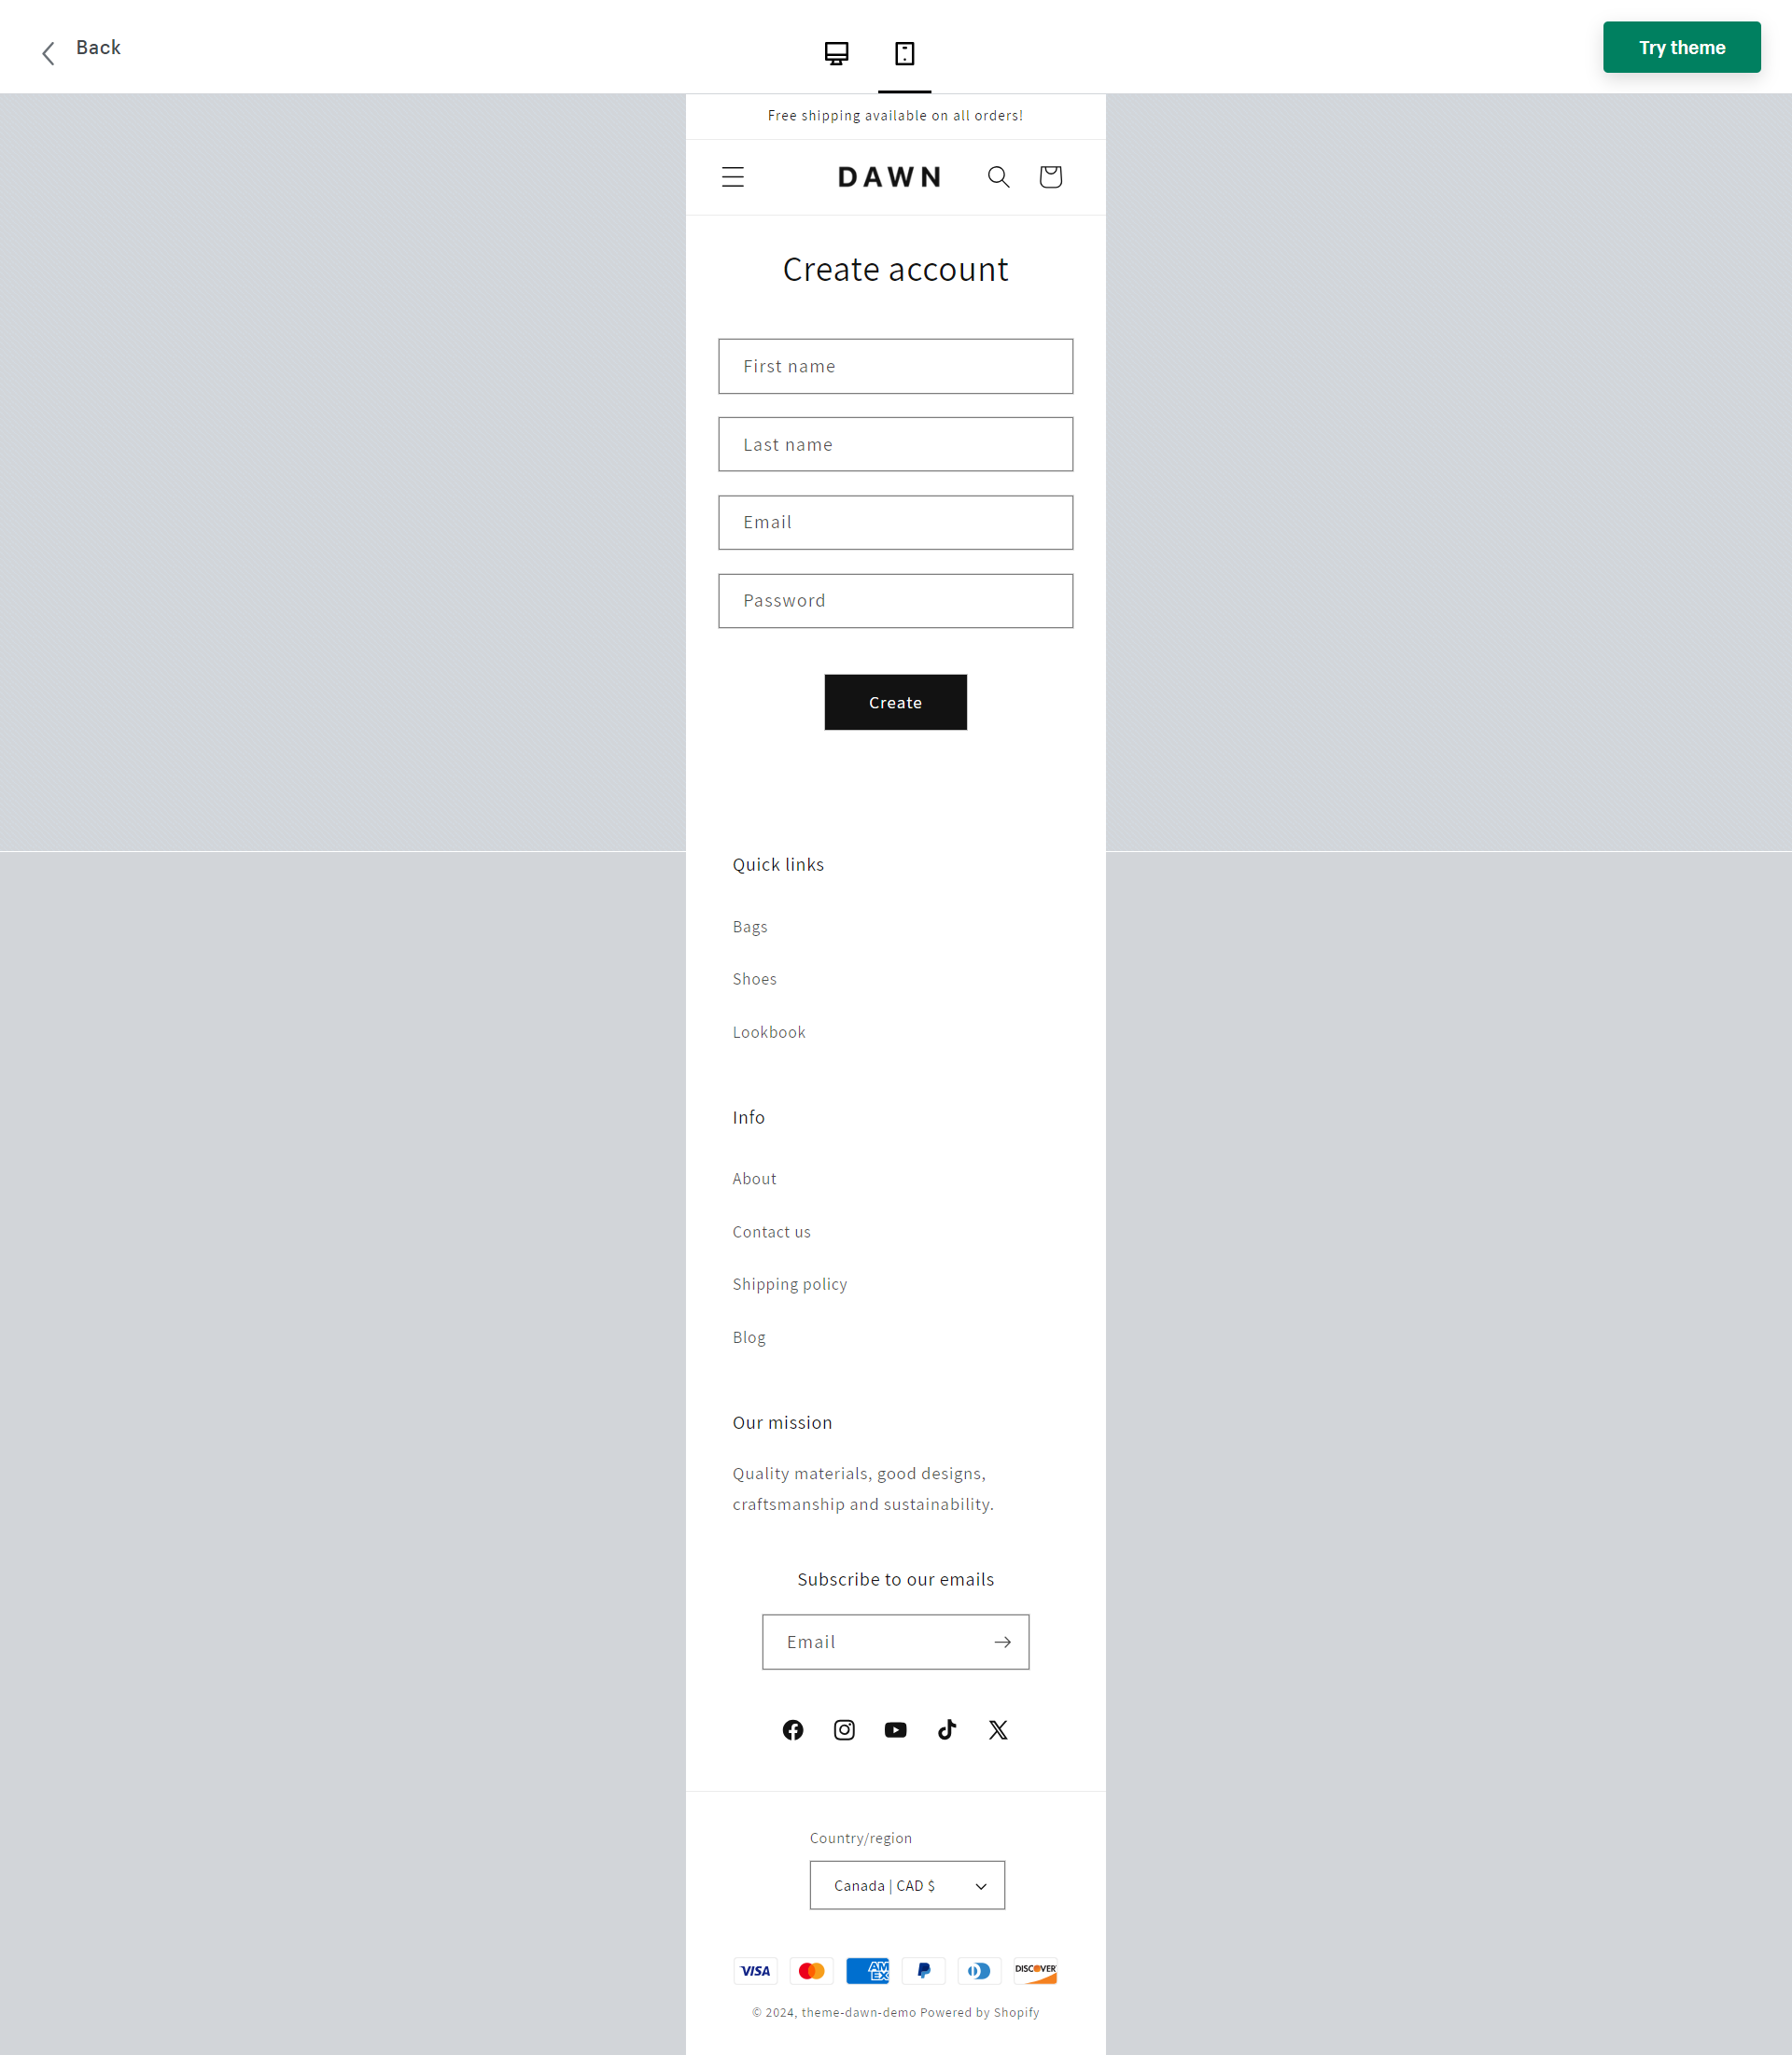 Back
Try theme
Free shipping available on all orders!
DAWN
Create account
First name
Last name
Email
Password
Create
Quick links
Bags
Shoes
Lookbook
Info
About
Contact us
Shipping policy
Blog
Our mission
Quality materials, good designs,
craftsmanship and sustainability.
Subscribe to our emails
Email
Country/region
Canada | CAD $
VISA
AM
EX
DISCOVER
© 2024, theme-dawn-demo Powered by Shopify